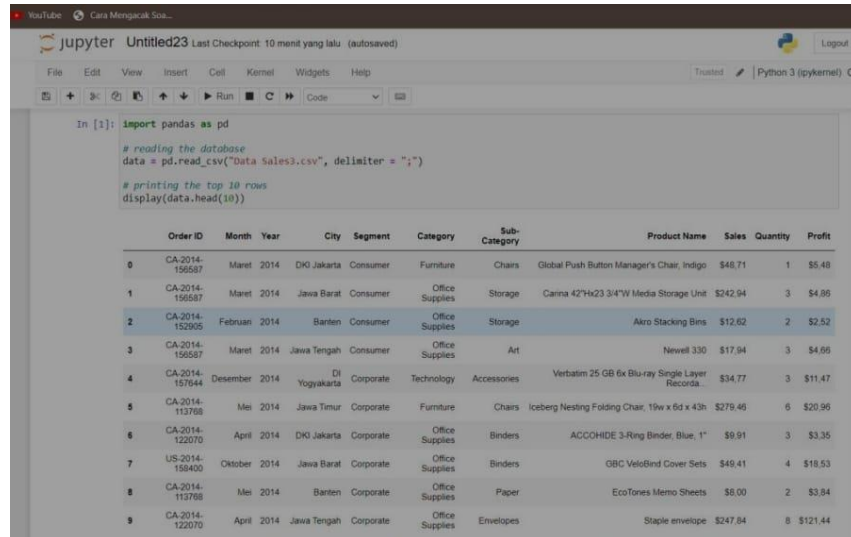 YouTube Cara Mengacak Soa...
jupyter Untitled23 Last Checkpoint 10 menit yang lalu (autosaved)
Logout
File Edit View Insert Cell Kernel Widgets Help
Trusted Python 3 (ipykernel)
Run Code
In [1]: import pandas as pd
# reading the database
data = pd.read_csv("Data Sales3.csv", delimiter = ";")
# printing the top 10 rows
display(data.head(10))
Order ID Month Year City Segment Category Sub-
Category Product Name Sales Quantity Profit
0 CA-2014-
156587 Maret 2014 DKI Jakarta Consumer Furniture Chairs Global Push Button Manager's Chair, Indigo $48,71 1 $5,48
1 CA-2014-
156587 Maret 2014 Jawa Barat Consumer Office
Supplies Storage Carina 42"Hx23 3/4"W Media Storage Unit $242,94 3 $4,86
2 CA-2014-
152905 Februari 2014 Banten Consumer Office
Supplies Storage Akro Stacking Bins $12,62 2 $2,52
3 CA-2014-
156587 Maret 2014 Jawa Tengah Consumer Office
Supplies Art Newell 330 $17,94 3 $4,66
4 CA-2014-
157644 Desember 2014 DI
Yogyakarta Corporate Technology Accessories Verbatim 25 GB 6x Blu-ray Single Layer
Recorda... $34,77 3 $11,47
5 CA-2014-
113768 Mei 2014 Jawa Timur Corporate Furniture Chairs Iceberg Nesting Folding Chair, 19w x 6d x 43h $279,46 6 $20,96
6 CA-2014-
122070 April 2014 DKI Jakarta Corporate Office
Supplies Binders ACCOHIDE 3-Ring Binder, Blue, 1" $9,91 3 $3,35
7 US-2014-
158400 Oktober 2014 Jawa Barat Corporate Office
Supplies Binders GBC VeloBind Cover Sets $49,41 4 $18,53
8 CA-2014-
113768 Mei 2014 Banten Corporate Office
Supplies Paper EcoTones Memo Sheets $8,00 2 $3,84
9 CA-2014-
122070 April 2014 Jawa Tengah Corporate Office
Supplies Envelopes Staple envelope $247,84 8 $121,44